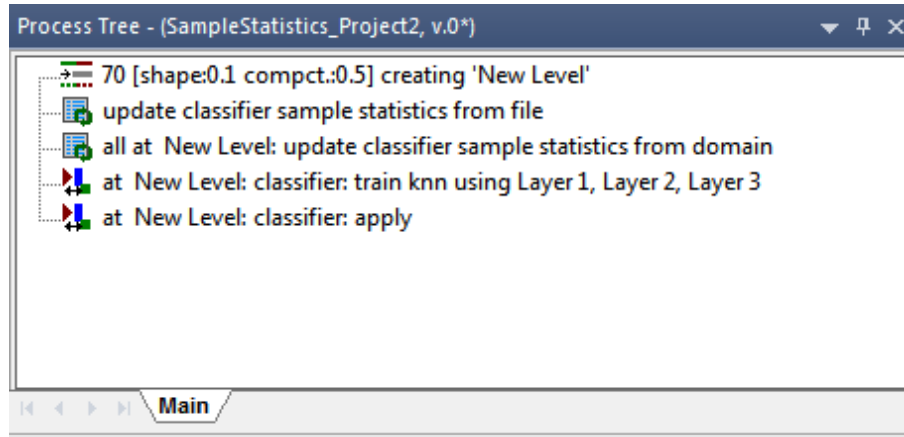 Process Tree - (SampleStatistics_Project2, v.0*)
70 [shape:0.1 compct.:0.5] creating 'New Level'
update classifier sample statistics from file
all at  New Level: update classifier sample statistics from domain
at  New Level: classifier: train knn using Layer 1, Layer 2, Layer 3
at  New Level: classifier: apply
Main